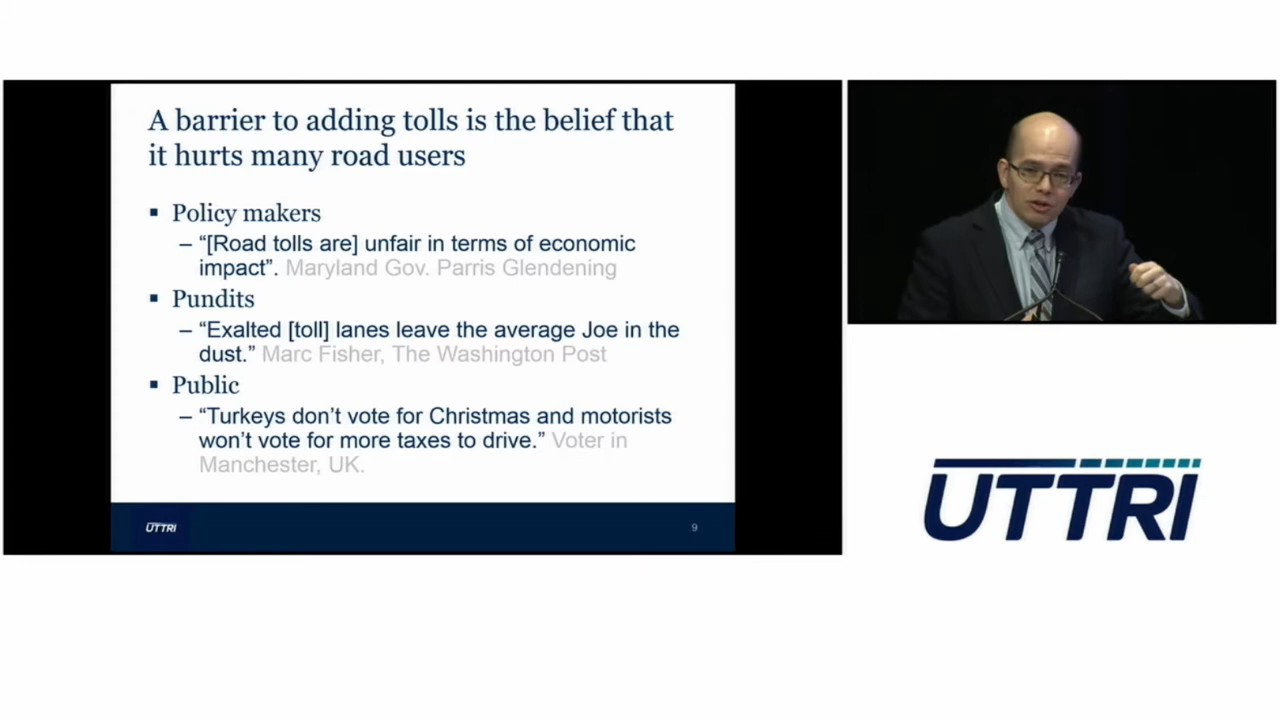 A barrier to adding tolls is the belief that
it hurts many road users
▪ Policy makers
– “[Road tolls are] unfair in terms of economic
impact”. Maryland Gov. Parris Glendening
▪ Pundits
– “Exalted [toll] lanes leave the average Joe in the
dust.” Marc Fisher, The Washington Post
▪ Public
– “Turkeys don’t vote for Christmas and motorists
won’t vote for more taxes to drive.” Voter in
Manchester, UK.
UTTRI
9
UTTRI